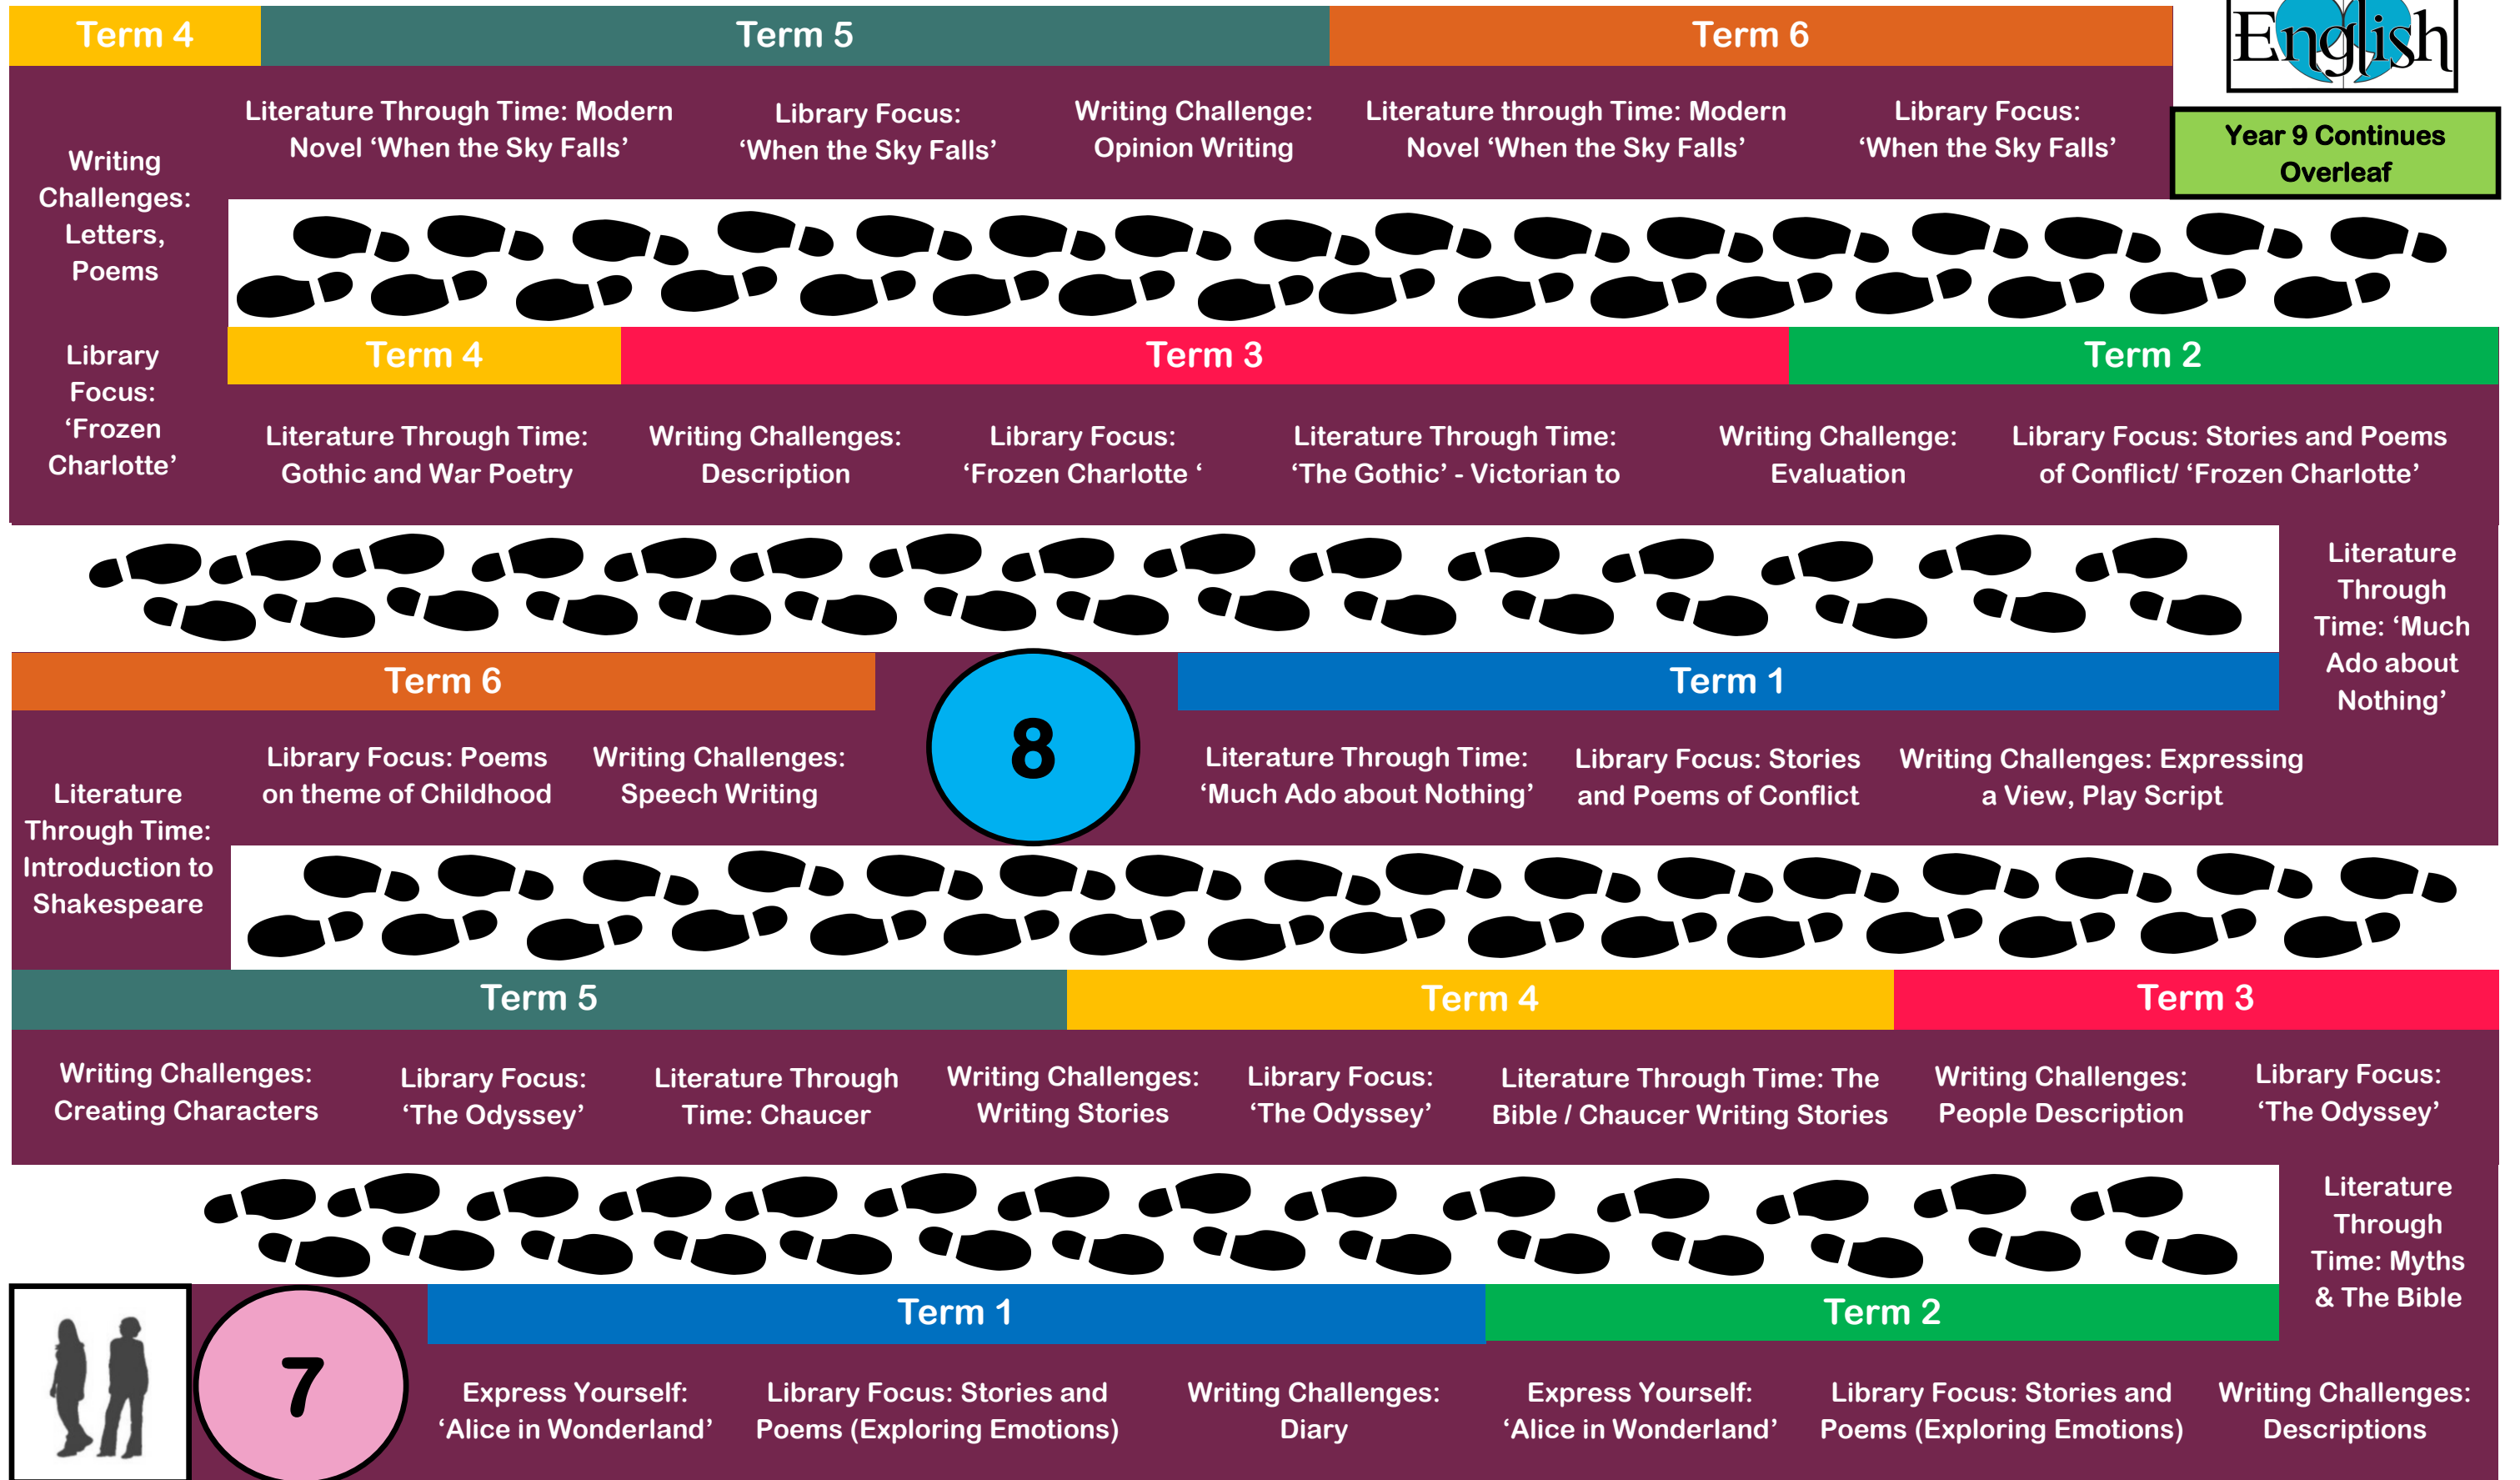 Term 4
Term 5
Term 6
English
Year 9 Continues
Overleaf
Writing
Challenges:
Letters,
Poems
Library
Focus:
‘Frozen
Charlotte’
Literature Through Time: Modern
Novel ‘When the Sky Falls’
Library Focus:
‘When the Sky Falls’
Writing Challenge:
Opinion Writing
Literature through Time: Modern
Novel ‘When the Sky Falls’
Library Focus:
‘When the Sky Falls’
Term 4
Term 3
Term 2
Literature Through Time:
Gothic and War Poetry
Writing Challenges:
Description
Library Focus:
‘Frozen Charlotte ‘
Literature Through Time:
‘The Gothic’ - Victorian to
Writing Challenge:
Evaluation
Library Focus: Stories and Poems
of Conflict/ ‘Frozen Charlotte’
Literature
Through
Time: ‘Much
Ado about
Nothing’
Term 6
8
Term 1
Literature
Through Time:
Introduction to
Shakespeare
Library Focus: Poems
on theme of Childhood
Writing Challenges:
Speech Writing
Literature Through Time:
‘Much Ado about Nothing’
Library Focus: Stories
and Poems of Conflict
Writing Challenges: Expressing
a View, Play Script
Term 5
Term 4
Term 3
Writing Challenges:
Creating Characters
Library Focus:
‘The Odyssey’
Literature Through
Time: Chaucer
Writing Challenges:
Writing Stories
Library Focus:
‘The Odyssey’
Literature Through Time: The
Bible / Chaucer Writing Stories
Writing Challenges:
People Description
Library Focus:
‘The Odyssey’
Literature
Through
Time: Myths
& The Bible
7
Term 1
Term 2
Express Yourself:
‘Alice in Wonderland’
Library Focus: Stories and
Poems (Exploring Emotions)
Writing Challenges:
Diary
Express Yourself:
‘Alice in Wonderland’
Library Focus: Stories and
Poems (Exploring Emotions)
Writing Challenges:
Descriptions